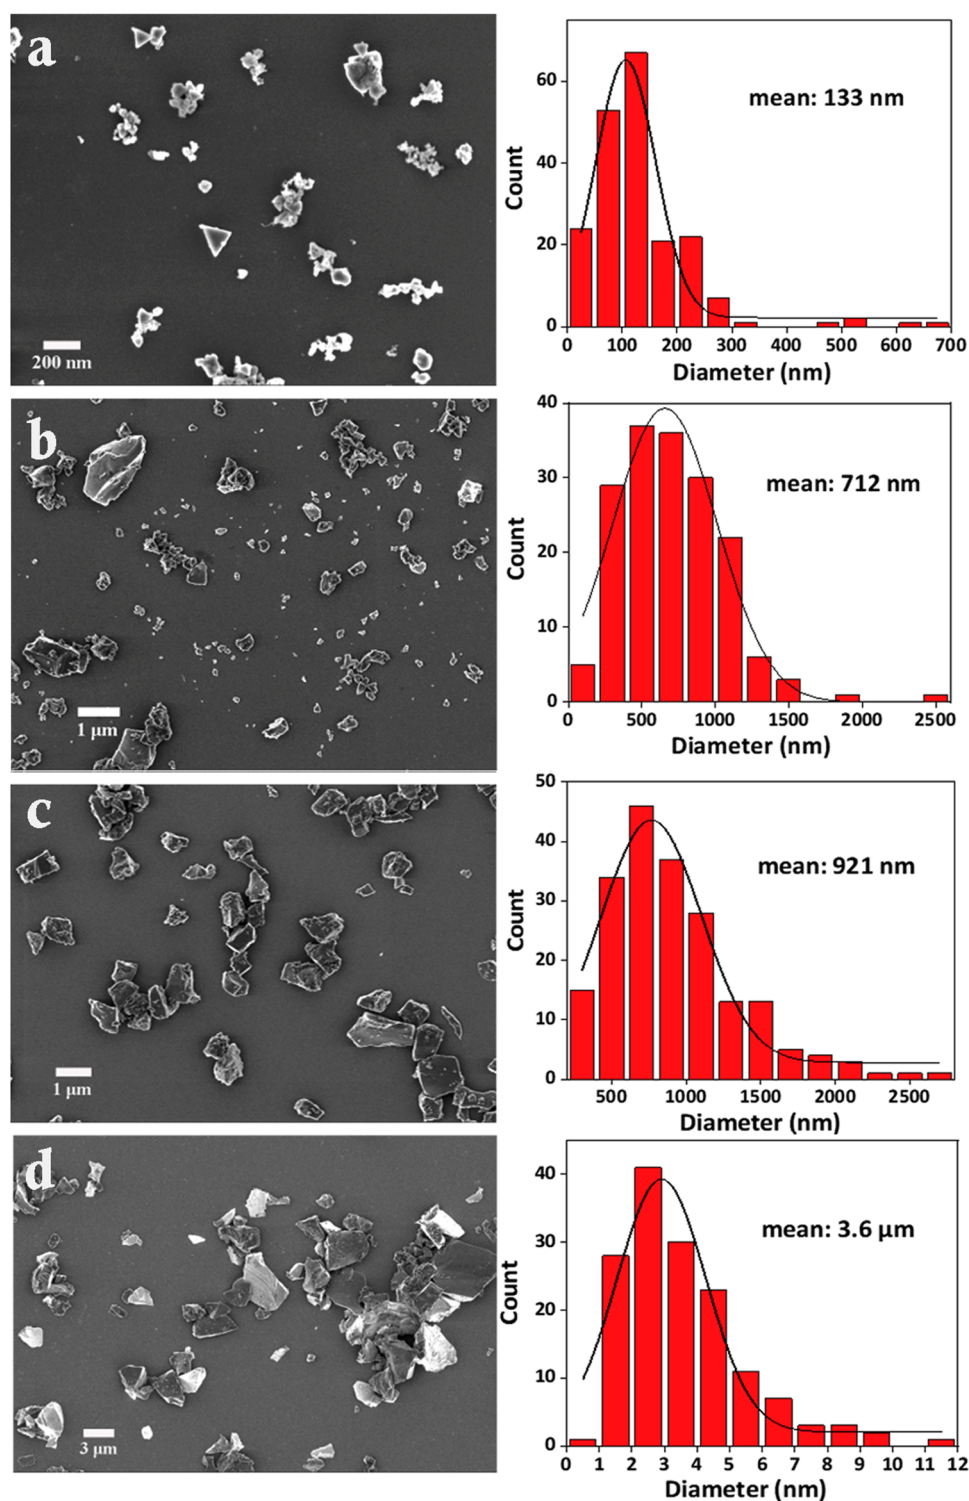 a
200 nm
60
40
20
0
Count
mean: 133 nm
0 100 200 300 400 500 600 700
Diameter (nm)
b
1 µm
40
30
20
10
0
Count
mean: 712 nm
0 500 1000 1500 2000 2500
Diameter (nm)
c
1 µm
50
40
30
20
10
0
Count
mean: 921 nm
500 1000 1500 2000 2500
Diameter (nm)
d
3 µm
40
30
20
10
0
Count
mean: 3.6 µm
0 1 2 3 4 5 6 7 8 9 10 11 12
Diameter (nm)